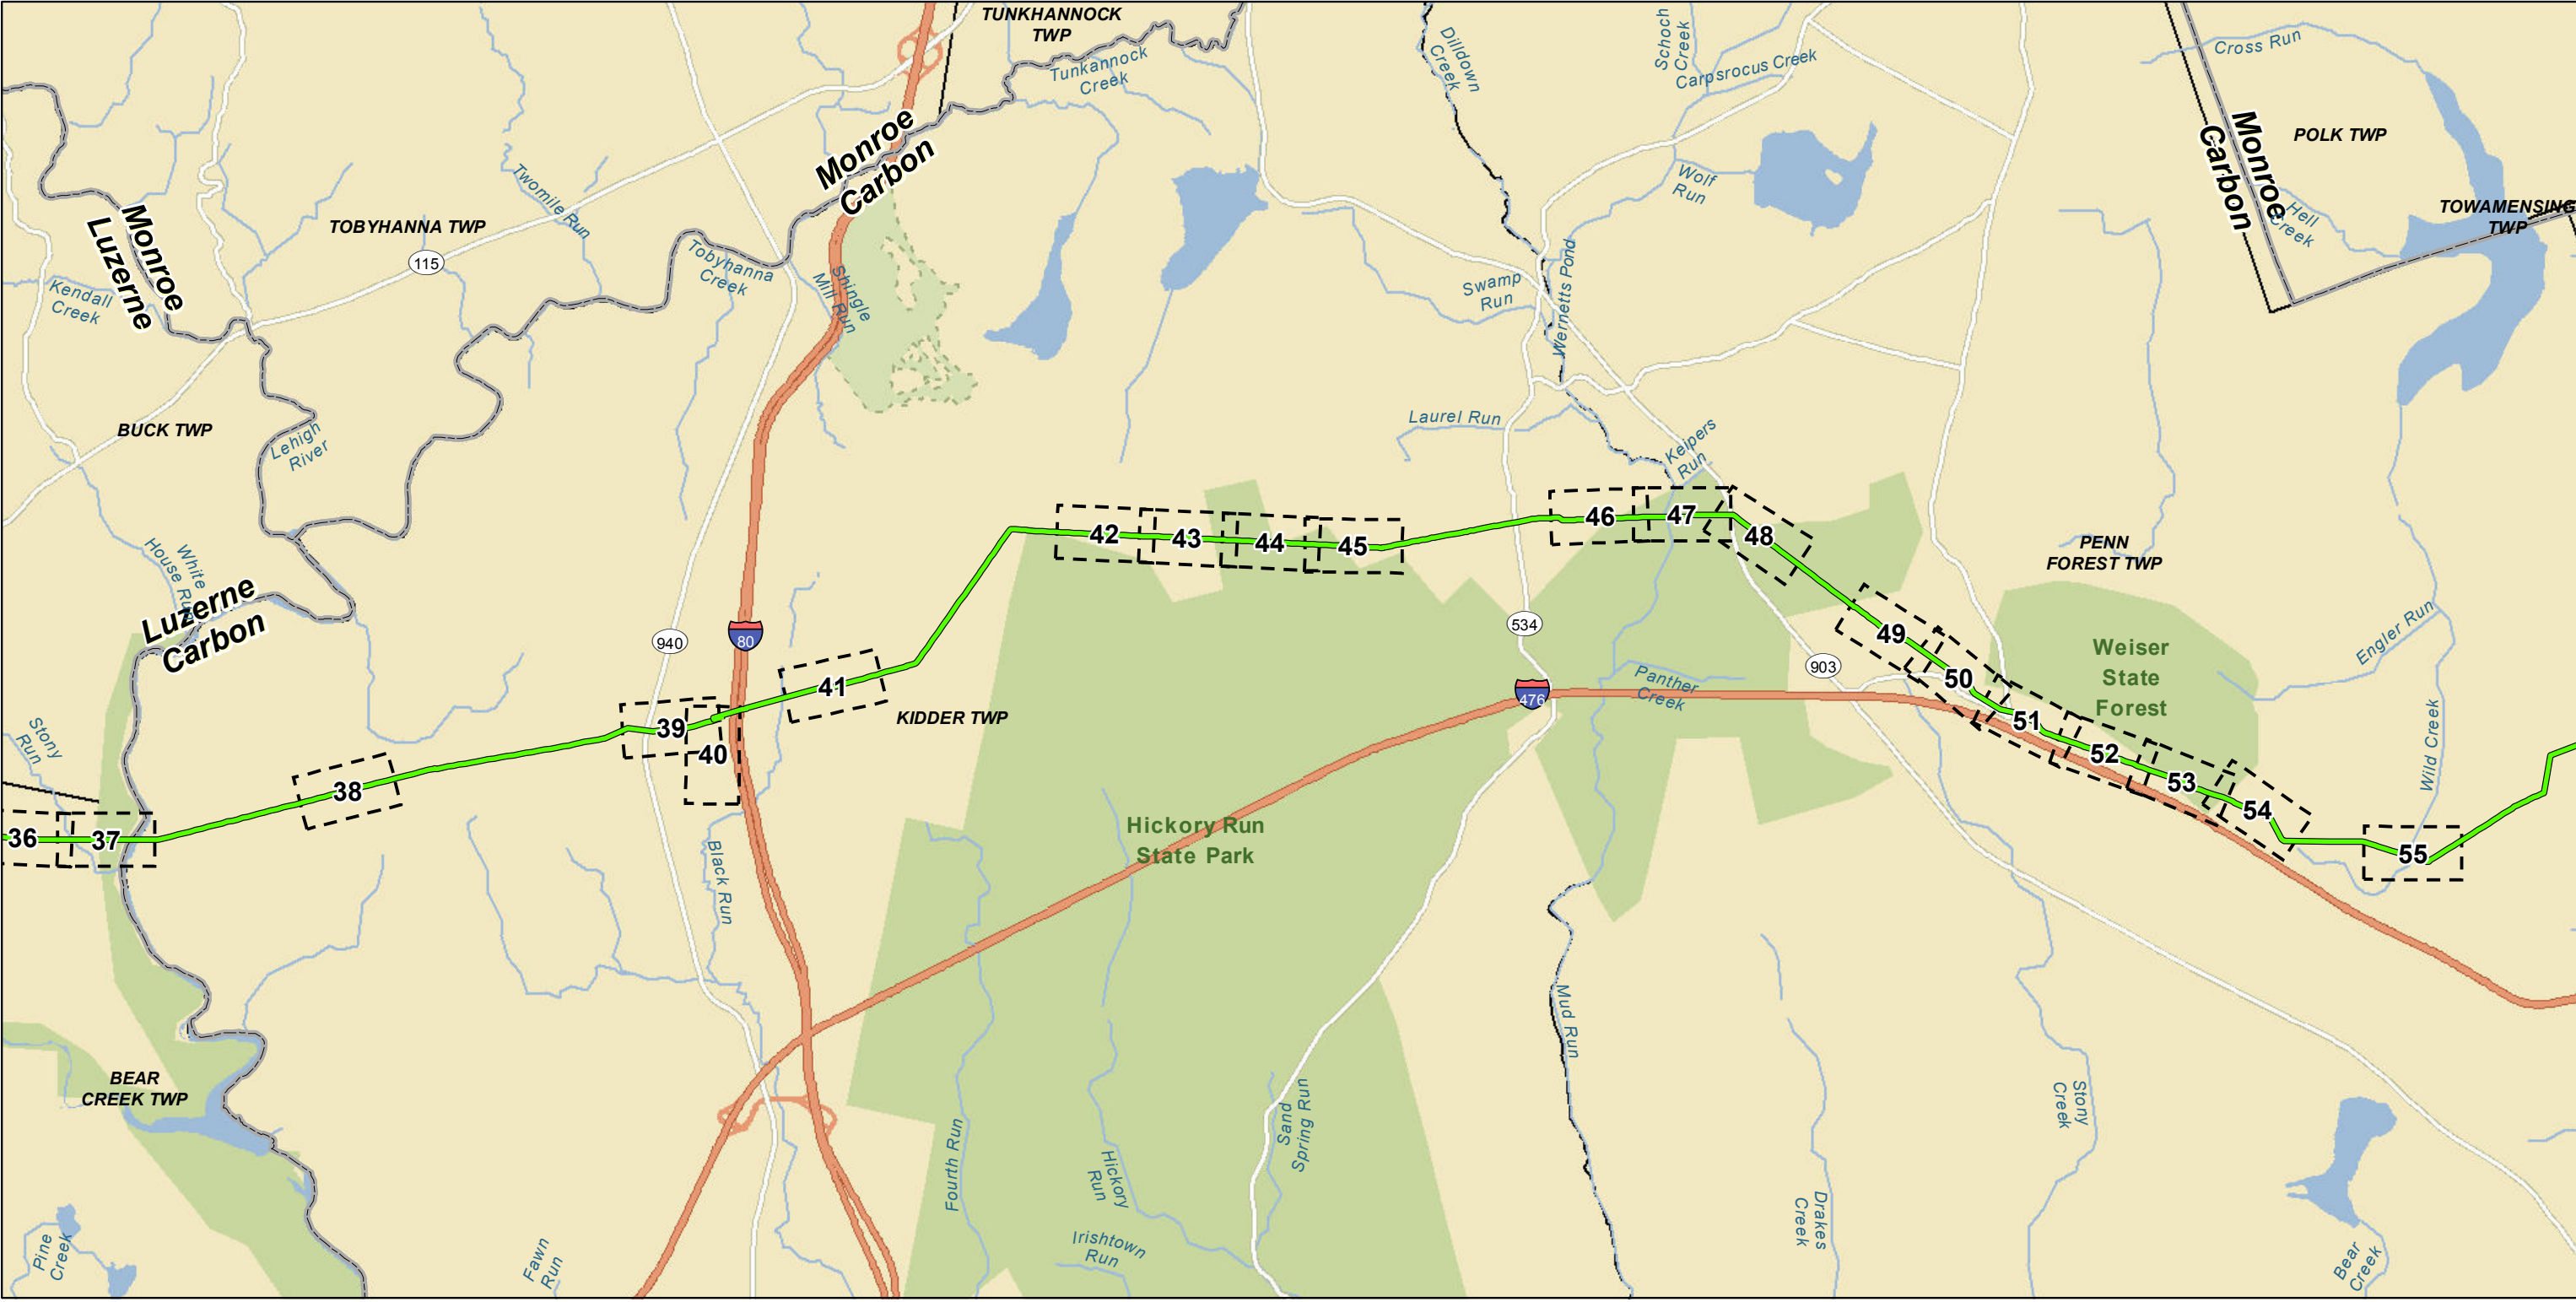 TUNKHANNOCK
TWP
Tunkannock
Creek
Dilldown
Creek
Schoch
Creek
Carpsrocus Creek
Cross Run
Monroe
Carbon
POLK TWP
Monroe
Carbon
TOWAMENSING
TWP
Hell
Creek
Twomile Run
Wolf
Run
Monroe
Luzerne
TOBYHANNA TWP
115
Tobyhanna
Creek
Shingle
Mill Run
Kendall
Creek
Swamp
Run
Wernetts Pond
BUCK TWP
Lehigh
River
Laurel Run
Keipers
Run
White
House Run
Luzerne
Carbon
42
43
44
45
46
47
48
PENN
FOREST TWP
940
80
534
49
903
50
Weiser
State
Forest
Engler Run
476
Panther
Creek
41
KIDDER TWP
39
40
51
52
53
54
55
Wild Creek
Stony
Run
38
36
37
Hickory Run
State Park
Black Run
Mud Run
BEAR
CREEK TWP
Fourth Run
Hickory
Run
Sand
Spring Run
Irishtown
Run
Drakes
Creek
Stony
Creek
Bear
Creek
Pine
Creek
Fawn
Run